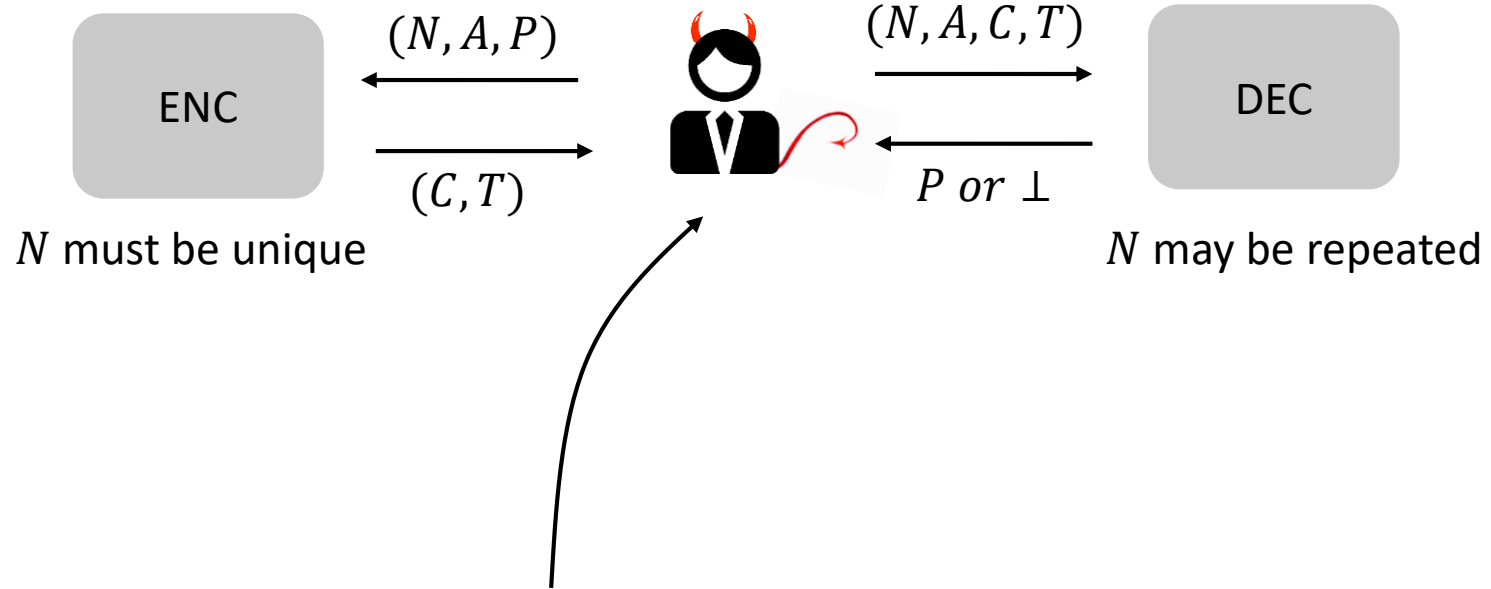 (N, A, P)
(N, A, C, T)
ENC
DEC
(C, T)
P or ⊥
N must be unique
N may be repeated